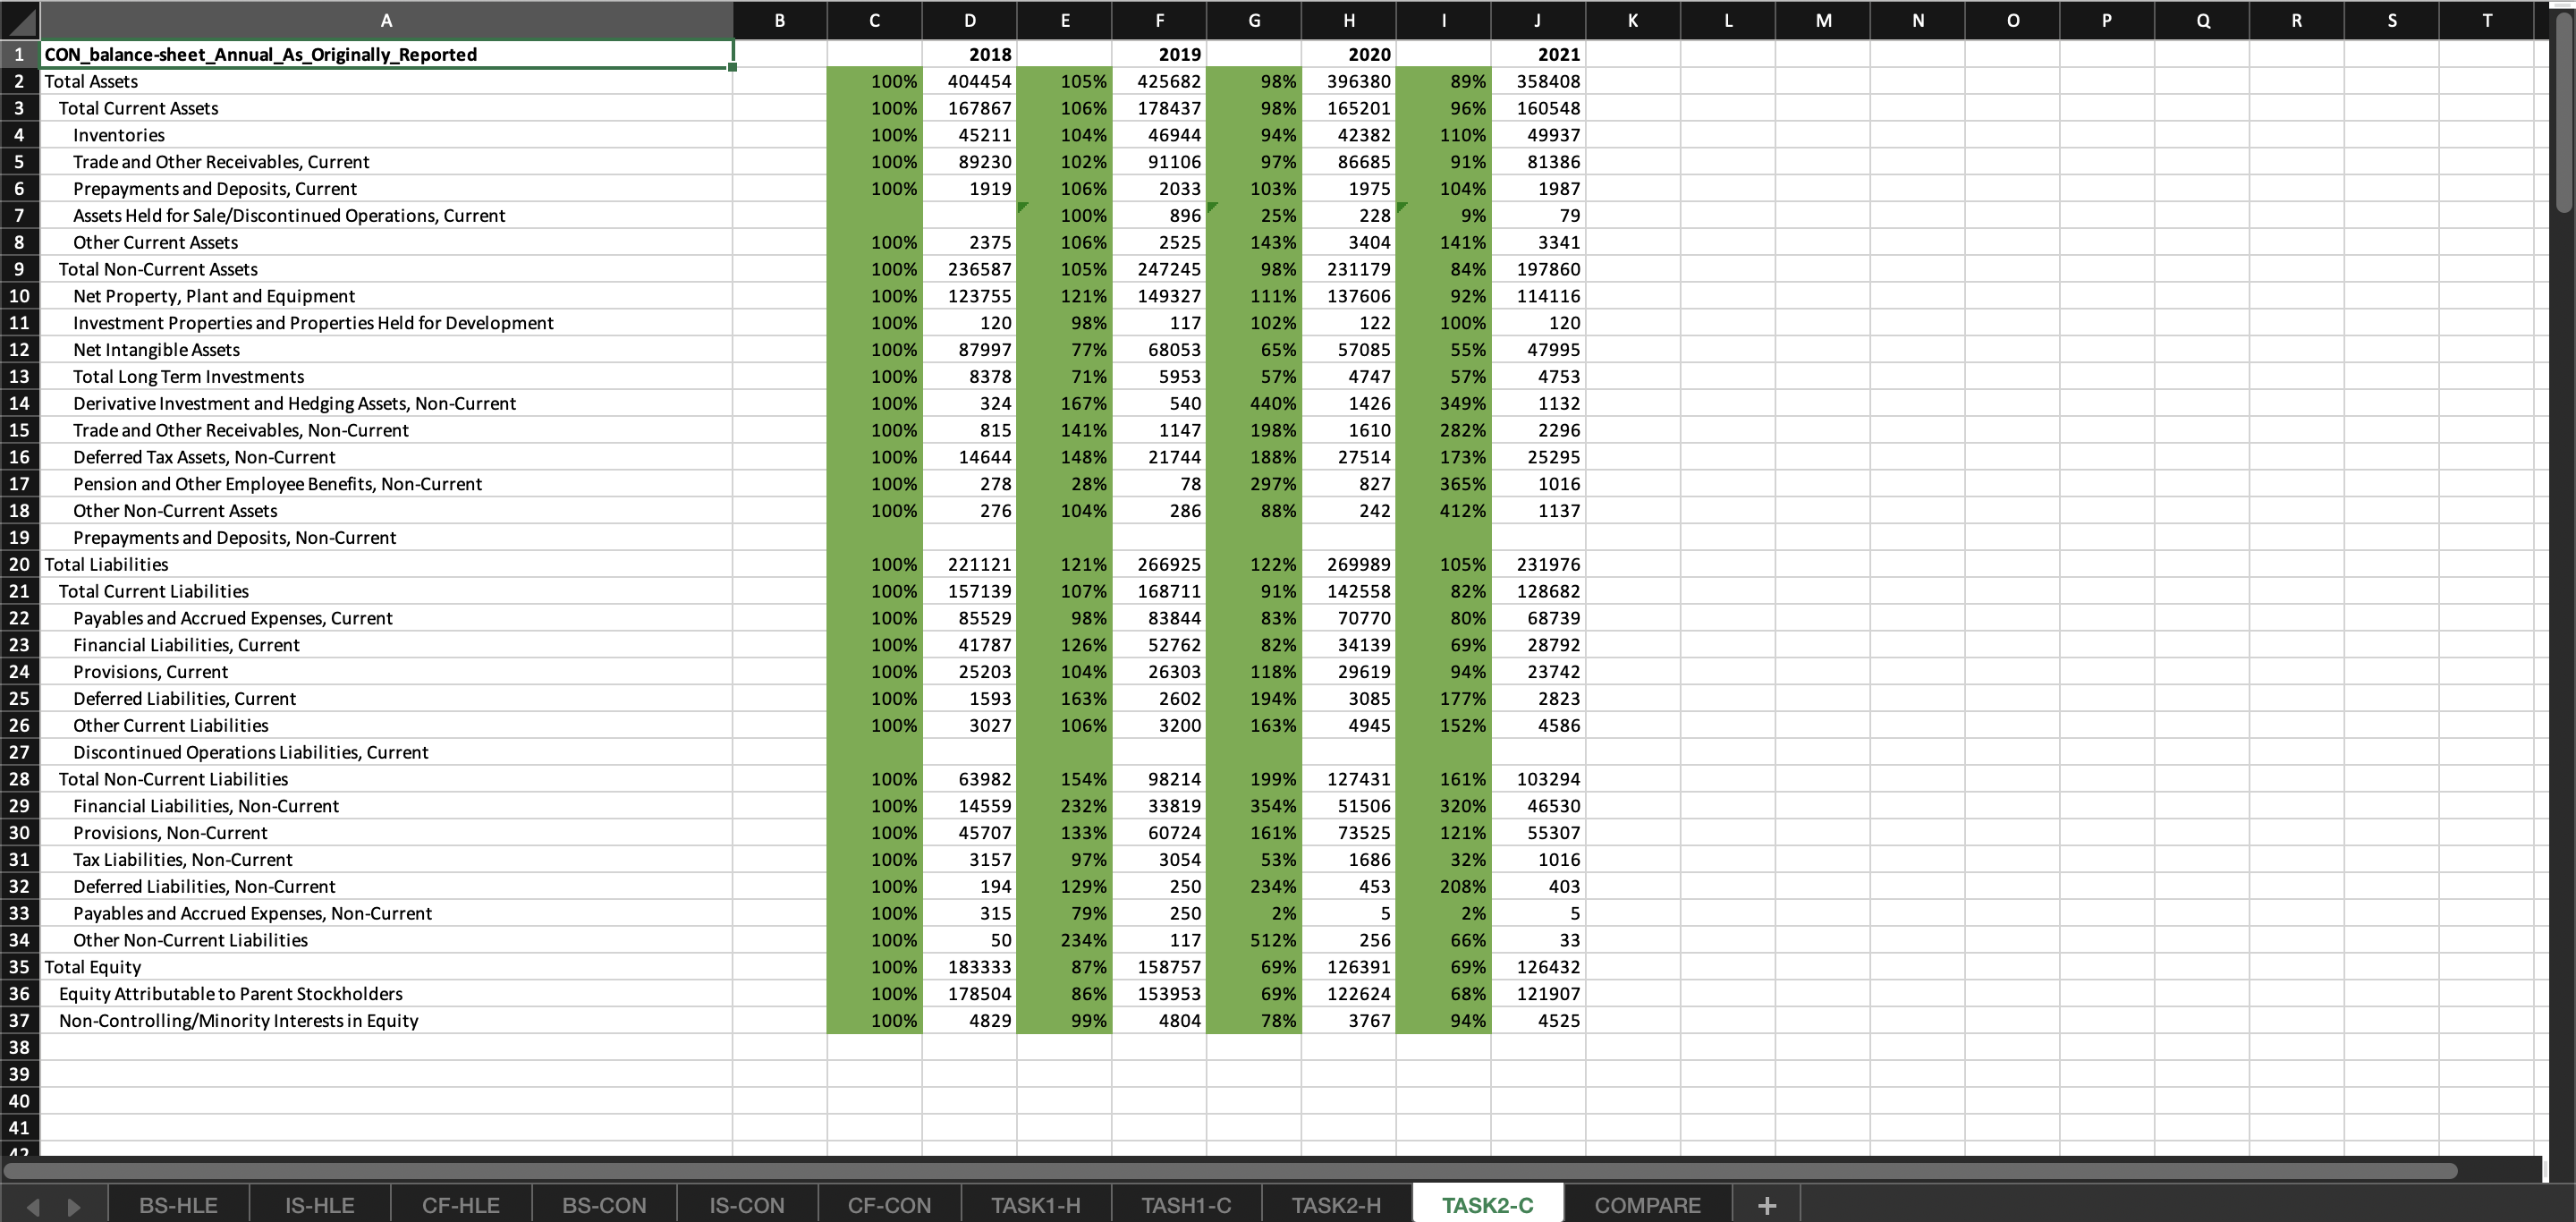 A B C D E F G H I J K L M N O P Q R S T
1 CON_balance-sheet_Annual_As_Originally_Reported 2018 2019 2020 2021
2 Total Assets 100% 404454 105% 425682 98% 396380 89% 358408
3 Total Current Assets 100% 167867 106% 178437 98% 165201 96% 160548
4 Inventories 100% 45211 104% 46944 94% 42382 110% 49937
5 Trade and Other Receivables, Current 100% 89230 102% 91106 97% 86685 91% 81386
6 Prepayments and Deposits, Current 100% 1919 106% 2033 103% 1975 104% 1987
7 Assets Held for Sale/Discontinued Operations, Current 100% 896 25% 228 9% 79
8 Other Current Assets 100% 2375 106% 2525 143% 3404 141% 3341
9 Total Non-Current Assets 100% 236587 105% 247245 98% 231179 84% 197860
10 Net Property, Plant and Equipment 100% 123755 121% 149327 111% 137606 92% 114116
11 Investment Properties and Properties Held for Development 100% 120 98% 117 102% 122 100% 120
12 Net Intangible Assets 100% 87997 77% 68053 65% 57085 55% 47995
13 Total Long Term Investments 100% 8378 71% 5953 57% 4747 57% 4753
14 Derivative Investment and Hedging Assets, Non-Current 100% 324 167% 540 440% 1426 349% 1132
15 Trade and Other Receivables, Non-Current 100% 815 141% 1147 198% 1610 282% 2296
16 Deferred Tax Assets, Non-Current 100% 14644 148% 21744 188% 27514 173% 25295
17 Pension and Other Employee Benefits, Non-Current 100% 278 28% 78 297% 827 365% 1016
18 Other Non-Current Assets 100% 276 104% 286 88% 242 412% 1137
19 Prepayments and Deposits, Non-Current
20 Total Liabilities 100% 221121 121% 266925 122% 269989 105% 231976
21 Total Current Liabilities 100% 157139 107% 168711 91% 142558 82% 128682
22 Payables and Accrued Expenses, Current 100% 85529 98% 83844 83% 70770 80% 68739
23 Financial Liabilities, Current 100% 41787 126% 52762 82% 34139 69% 28792
24 Provisions, Current 100% 25203 104% 26303 118% 29619 94% 23742
25 Deferred Liabilities, Current 100% 1593 163% 2602 194% 3085 177% 2823
26 Other Current Liabilities 100% 3027 106% 3200 163% 4945 152% 4586
27 Discontinued Operations Liabilities, Current
28 Total Non-Current Liabilities 100% 63982 154% 98214 199% 127431 161% 103294
29 Financial Liabilities, Non-Current 100% 14559 232% 33819 354% 51506 320% 46530
30 Provisions, Non-Current 100% 45707 133% 60724 161% 73525 121% 55307
31 Tax Liabilities, Non-Current 100% 3157 97% 3054 53% 1686 32% 1016
32 Deferred Liabilities, Non-Current 100% 194 129% 250 234% 453 208% 403
33 Payables and Accrued Expenses, Non-Current 100% 315 79% 250 2% 5 2% 5
34 Other Non-Current Liabilities 100% 50 234% 117 512% 256 66% 33
35 Total Equity 100% 183333 87% 158757 69% 126391 69% 126432
36 Equity Attributable to Parent Stockholders 100% 178504 86% 153953 69% 122624 68% 121907
37 Non-Controlling/Minority Interests in Equity 100% 4829 99% 4804 78% 3767 94% 4525
38
39
40
41
42
BS-HLE IS-HLE CF-HLE BS-CON IS-CON CF-CON TASK1-H TASH1-C TASK2-H TASK2-C COMPARE +